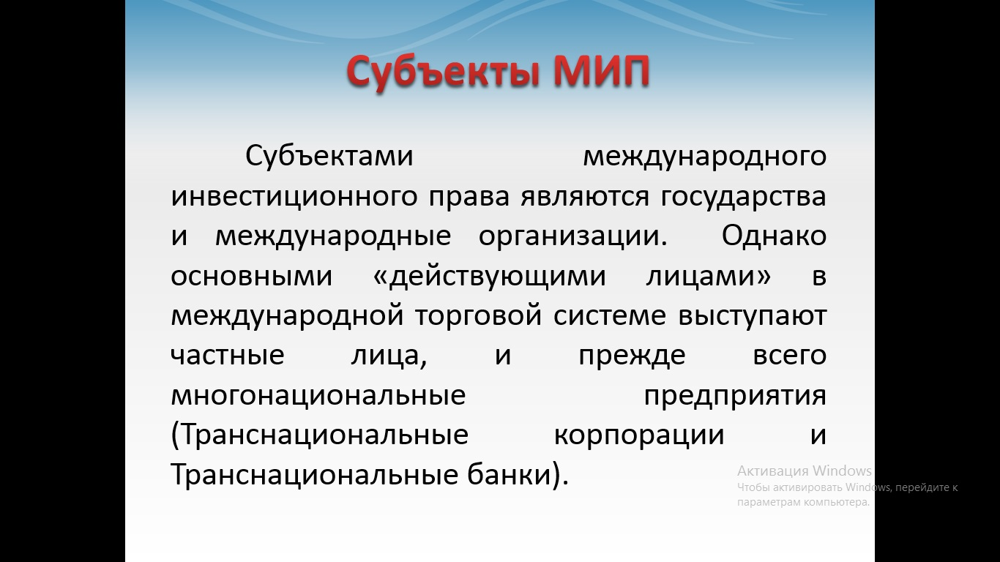 Субъекты МИП
Субъектами международного
инвестиционного права являются государства
и международные организации. Однако
основными «действующими лицами» в
международной торговой системе выступают
частные лица, и прежде всего
многонациональные предприятия
(Транснациональные корпорации и
Транснациональные банки).
Активация Windows
Чтобы активировать Windows, перейдите к
параметрам компьютера.